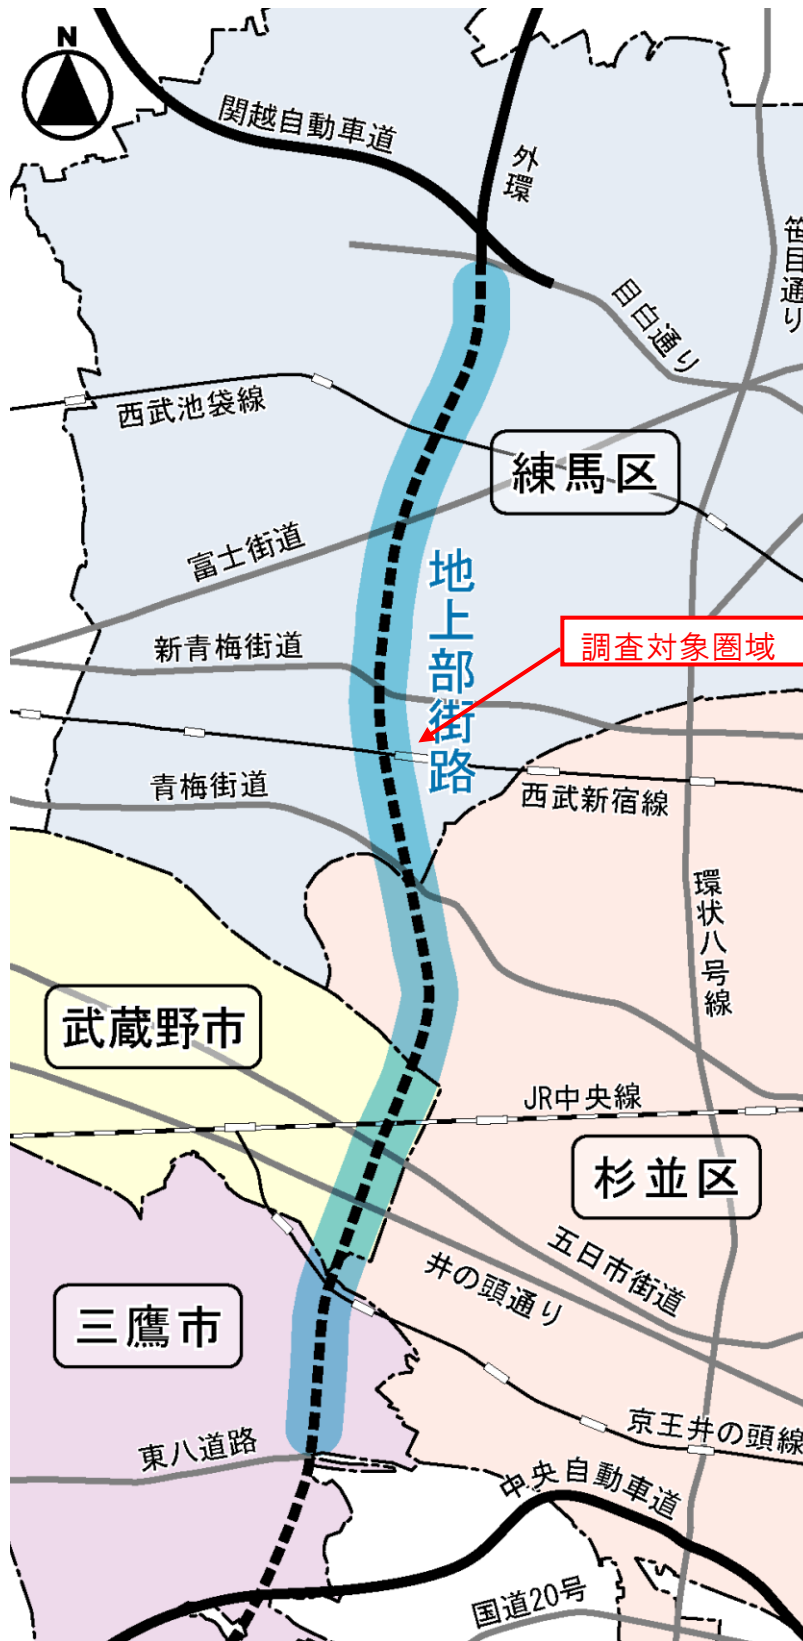 N
関越自動車道
外環
笹目通り
目白通り
西武池袋線
練馬区
富士街道
地上部街路
新青梅街道
調査対象圏域
青梅街道
西武新宿線
環状八号線
武蔵野市
JR中央線
杉並区
五日市街道
井の頭通り
三鷹市
京王井の頭線
東八道路
中央自動車道
国道20号